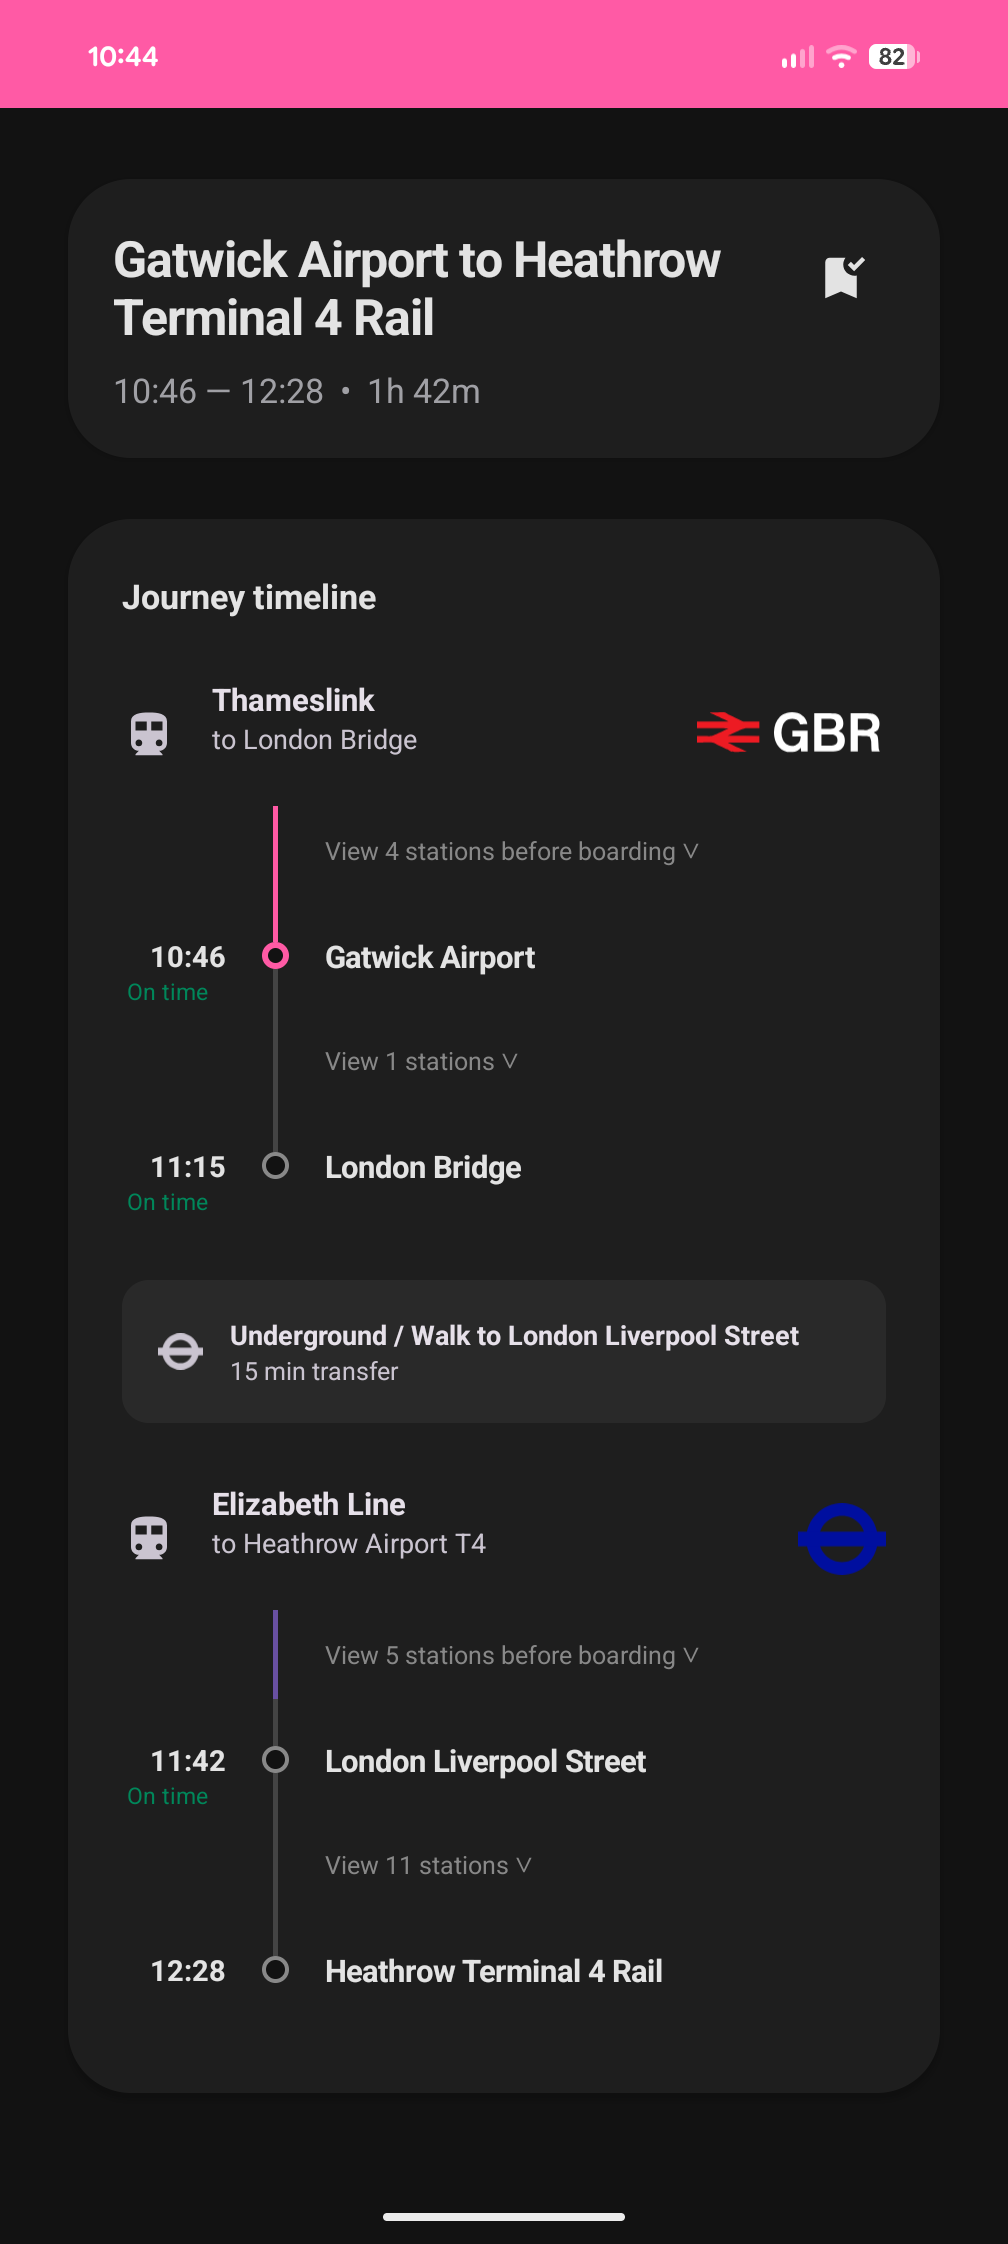 10:44
82
Gatwick Airport to Heathrow
Terminal 4 Rail
10:46 — 12:28 • 1h 42m
Journey timeline
Thameslink
to London Bridge
GBR
View 4 stations before boarding
10:46
Gatwick Airport
On time
View 1 stations
11:15
London Bridge
On time
Underground / Walk to London Liverpool Street
15 min transfer
Elizabeth Line
to Heathrow Airport T4
View 5 stations before boarding
11:42
London Liverpool Street
On time
View 11 stations
12:28
Heathrow Terminal 4 Rail